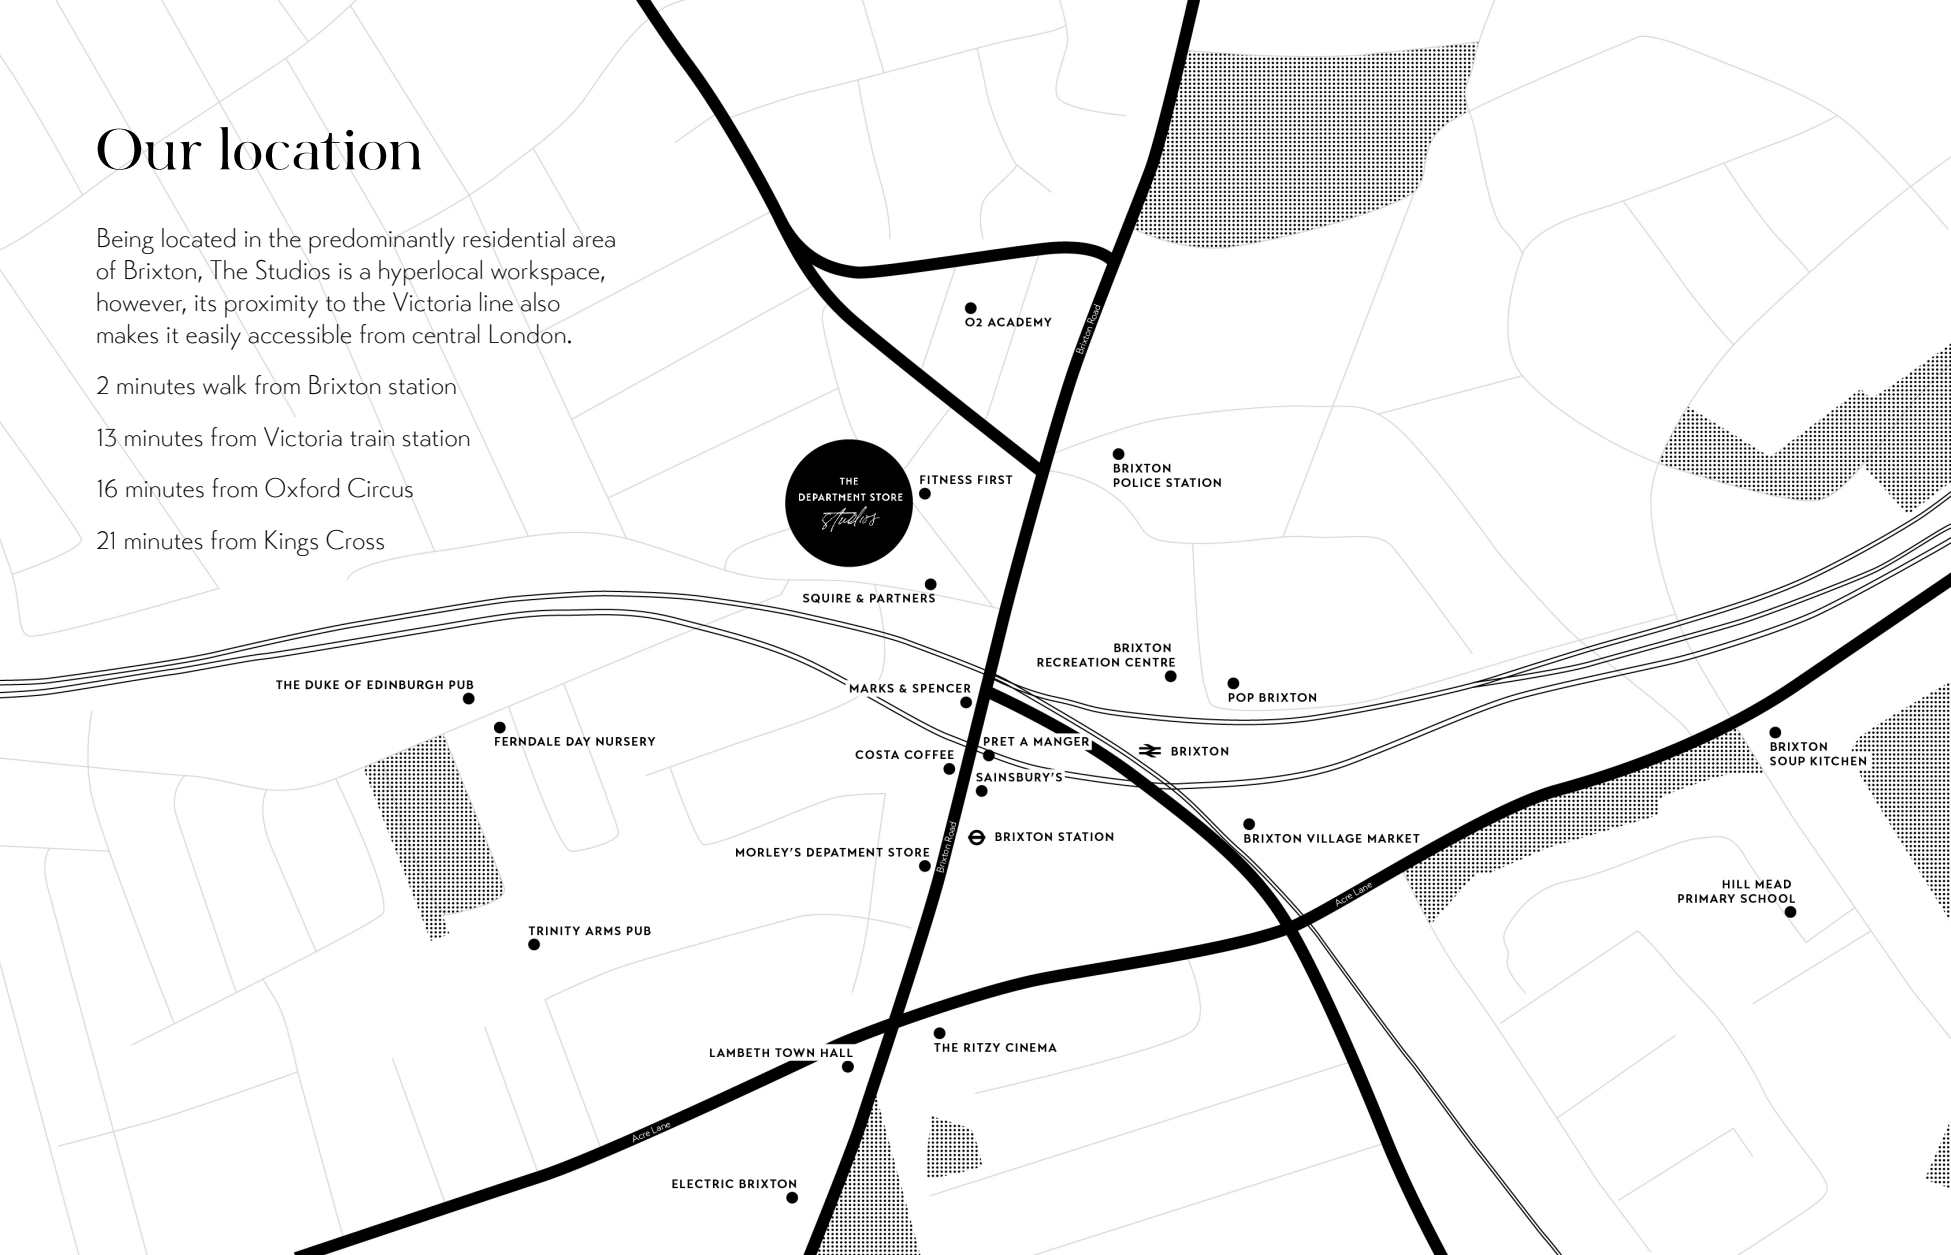 Our location
Being located in the predominantly residential area
of Brixton, The Studios is a hyperlocal workspace,
however, its proximity to the Victoria line also
makes it easily accessible from central London.
2 minutes walk from Brixton station
13 minutes from Victoria train station
16 minutes from Oxford Circus
21 minutes from Kings Cross
O2 ACADEMY
Brixton Road
BRIXTON
POLICE STATION
THE
DEPARTMENT STORE
studios
FITNESS FIRST
SQUIRE & PARTNERS
BRIXTON
RECREATION CENTRE
POP BRIXTON
THE DUKE OF EDINBURGH PUB
MARKS & SPENCER
FERNDALE DAY NURSERY
PRET A MANGER
BRIXTON
COSTA COFFEE
SAINSBURY'S
BRIXTON
SOUP KITCHEN
BRIXTON STATION
BRIXTON VILLAGE MARKET
MORLEY'S DEPATMENT STORE
Brixton Road
Acre Lane
HILL MEAD
PRIMARY SCHOOL
TRINITY ARMS PUB
LAMBETH TOWN HALL
THE RITZY CINEMA
Acre Lane
ELECTRIC BRIXTON